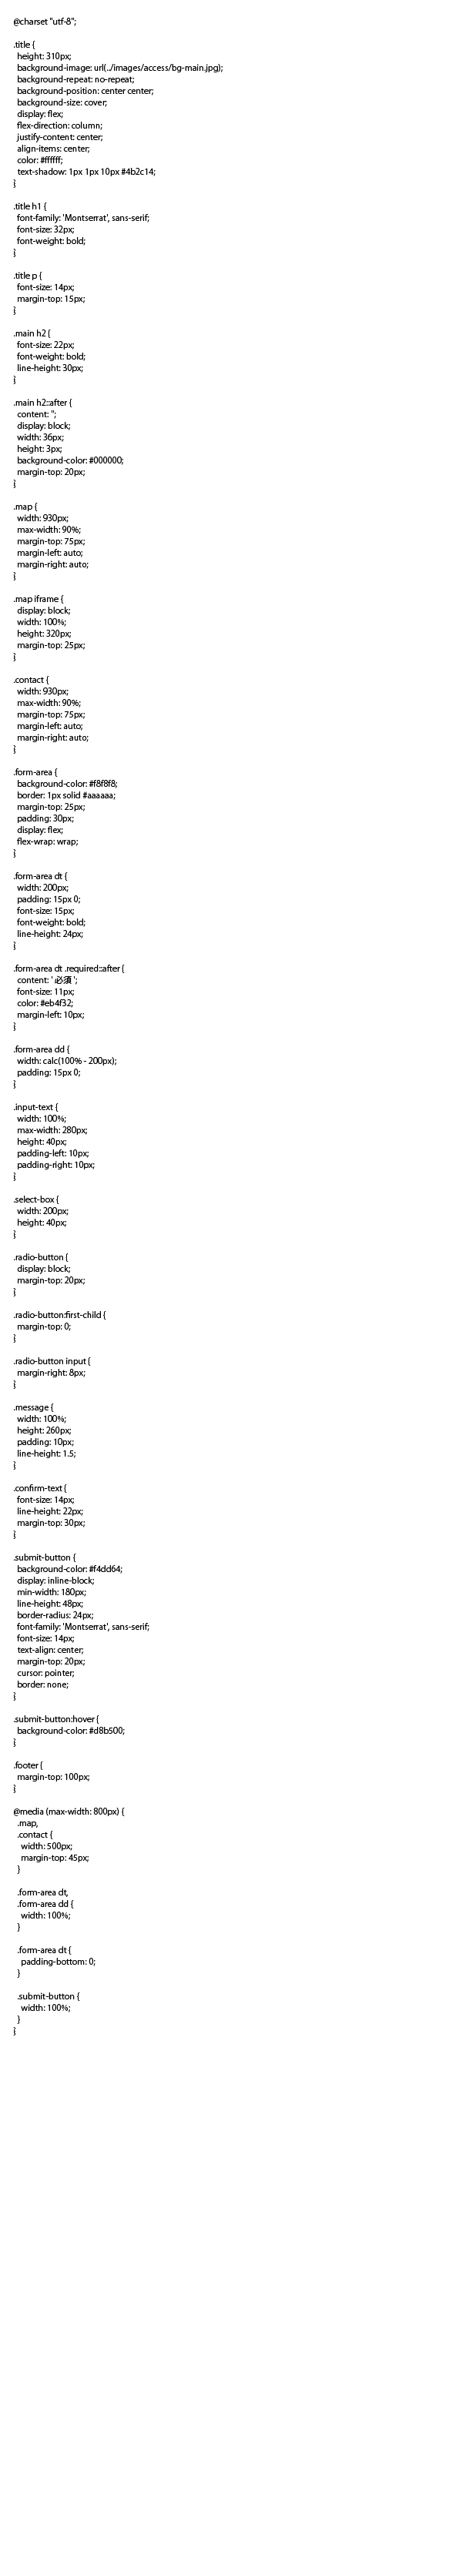 @charset "utf-8";

.title {
  height: 310px;
  background-image: url(../images/access/bg-main.jpg);
  background-repeat: no-repeat;
  background-position: center center;
  background-size: cover;
  display: flex;
  flex-direction: column;
  justify-content: center;
  align-items: center;
  color: #ffffff;
  text-shadow: 1px 1px 10px #4b2c14;
}

.title h1 {
  font-family: 'Montserrat', sans-serif;
  font-size: 32px;
  font-weight: bold;
}

.title p {
  font-size: 14px;
  margin-top: 15px;
}

.main h2 {
  font-size: 22px;
  font-weight: bold;
  line-height: 30px;
}

.main h2::after {
  content: '';
  display: block;
  width: 36px;
  height: 3px;
  background-color: #000000;
  margin-top: 20px;
}

.map {
  width: 930px;
  max-width: 90%;
  margin-top: 75px;
  margin-left: auto;
  margin-right: auto;
}

.map iframe {
  display: block;
  width: 100%;
  height: 320px;
  margin-top: 25px;
}

.contact {
  width: 930px;
  max-width: 90%;
  margin-top: 75px;
  margin-left: auto;
  margin-right: auto;
}

.form-area {
  background-color: #f8f8f8;
  border: 1px solid #aaaaaa;
  margin-top: 25px;
  padding: 30px;
  display: flex;
  flex-wrap: wrap;
}

.form-area dt {
  width: 200px;
  padding: 15px 0;
  font-size: 15px;
  font-weight: bold;
  line-height: 24px;
}

.form-area dt .required::after {
  content: ' 必須 ';
  font-size: 11px;
  color: #eb4f32;
  margin-left: 10px;
}

.form-area dd {
  width: calc(100% - 200px);
  padding: 15px 0;
}

.input-text {
  width: 100%;
  max-width: 280px;
  height: 40px;
  padding-left: 10px;
  padding-right: 10px;
}

.select-box {
  width: 200px;
  height: 40px;
}

.radio-button {
  display: block;
  margin-top: 20px;
}

.radio-button:first-child {
  margin-top: 0;
}

.radio-button input {
  margin-right: 8px;
}

.message {
  width: 100%;
  height: 260px;
  padding: 10px;
  line-height: 1.5;
}

.confirm-text {
  font-size: 14px;
  line-height: 22px;
  margin-top: 30px;
}

.submit-button {
  background-color: #f4dd64;
  display: inline-block;
  min-width: 180px;
  line-height: 48px;
  border-radius: 24px;
  font-family: 'Montserrat', sans-serif;
  font-size: 14px;
  text-align: center;
  margin-top: 20px;
  cursor: pointer;
  border: none;
}

.submit-button:hover {
  background-color: #d8b500;
}

.footer {
  margin-top: 100px;
}

@media (max-width: 800px) {
  .map,
  .contact {
    width: 500px;
    margin-top: 45px;
  }

  .form-area dt,
  .form-area dd {
    width: 100%;
  }

  .form-area dt {
    padding-bottom: 0;
  }

  .submit-button {
    width: 100%;
  }
}